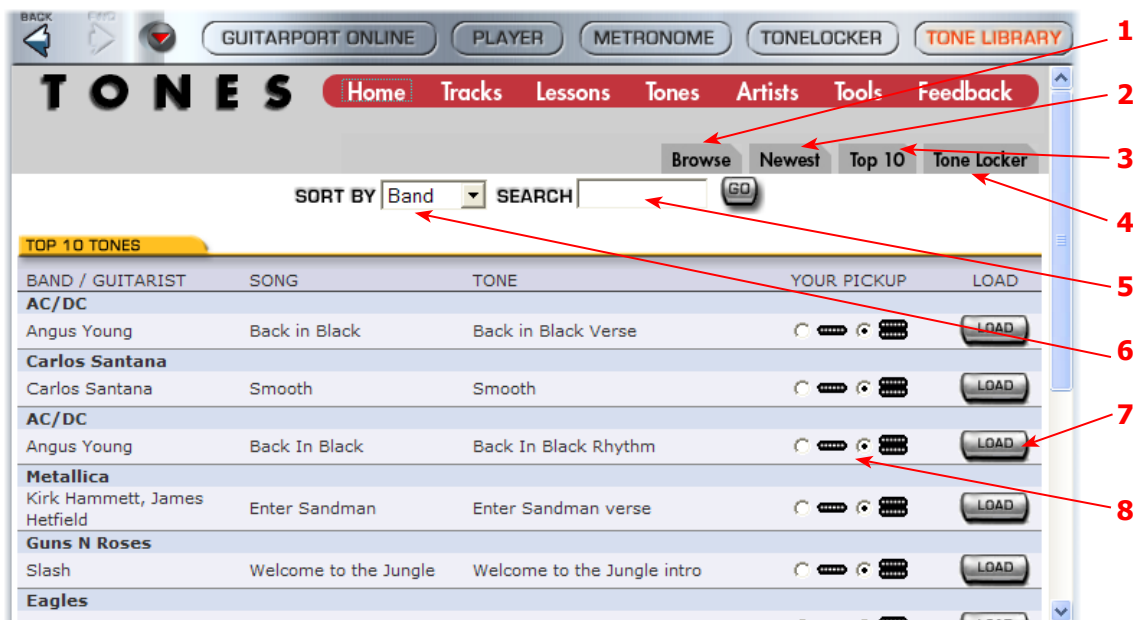 BACK FWD
GUITARPORT ONLINE PLAYER METRONOME TONELOCKER TONE LIBRARY
1
TONES Home Tracks Lessons Tones Artists Tools Feedback
2
Browse Newest Top 10 Tone Locker
3
SORT BY Band SEARCH GO
4
TOP 10 TONES
BAND / GUITARIST SONG TONE YOUR PICKUP LOAD
5
AC/DC
Angus Young Back in Black Back in Black Verse LOAD
6
Carlos Santana
Carlos Santana Smooth Smooth LOAD
AC/DC
7
Angus Young Back In Black Back In Black Rhythm LOAD
Metallica
Kirk Hammett, James
Hetfield Enter Sandman Enter Sandman verse LOAD
8
Guns N Roses
Slash Welcome to the Jungle Welcome to the Jungle intro LOAD
Eagles
LOAD